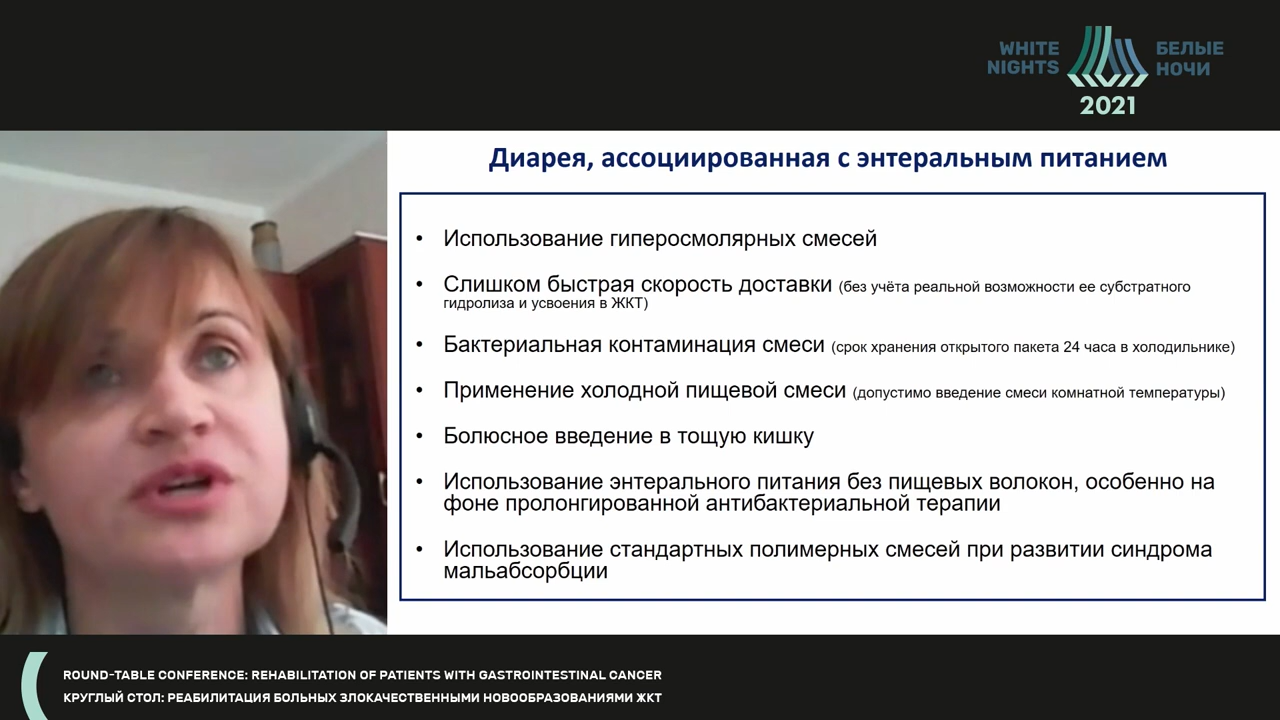 WHITE NIGHTS
БЕЛЫЕ НОЧИ
2021
Диарея, ассоциированная с энтеральным питанием
• Использование гиперосмолярных смесей
• Слишком быстрая скорость доставки (без учёта реальной возможности ее субстратного
гидролиза и усвоения в ЖКТ)
• Бактериальная контаминация смеси (срок хранения открытого пакета 24 часа в холодильнике)
• Применение холодной пищевой смеси (допустимо введение смеси комнатной температуры)
• Болюсное введение в тощую кишку
• Использование энтерального питания без пищевых волокон, особенно на
фоне пролонгированной антибактериальной терапии
• Использование стандартных полимерных смесей при развитии синдрома
мальабсорбции
ROUND-TABLE CONFERENCE: REHABILITATION OF PATIENTS WITH GASTROINTESTINAL CANCER
КРУГЛЫЙ СТОЛ: РЕАБИЛИТАЦИЯ БОЛЬНЫХ ЗЛОКАЧЕСТВЕННЫМИ НОВООБРАЗОВАНИЯМИ ЖКТ